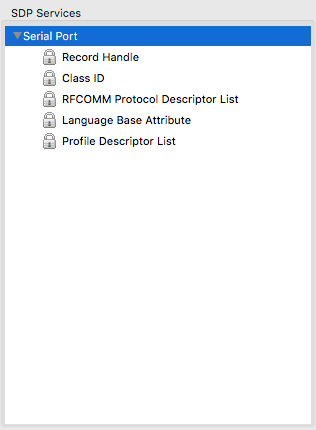 SDP Services
Serial Port
Record Handle
Class ID
RFCOMM Protocol Descriptor List
Language Base Attribute
Profile Descriptor List